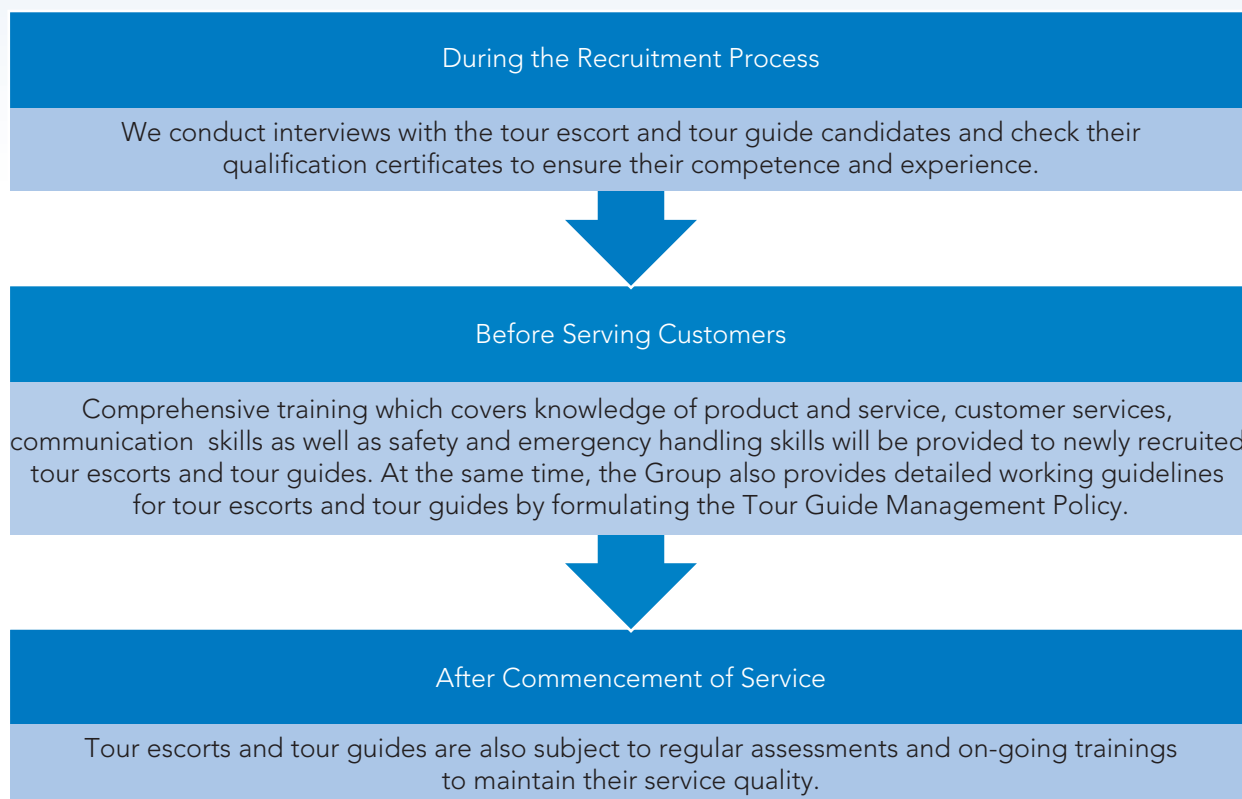 During the Recruitment Process
We conduct interviews with the tour escort and tour guide candidates and check their
qualification certificates to ensure their competence and experience.
Before Serving Customers
Comprehensive training which covers knowledge of product and service, customer services,
communication skills as well as safety and emergency handling skills will be provided to newly recruited
tour escorts and tour guides. At the same time, the Group also provides detailed working guidelines
for tour escorts and tour guides by formulating the Tour Guide Management Policy.
After Commencement of Service
Tour escorts and tour guides are also subject to regular assessments and on-going trainings
to maintain their service quality.